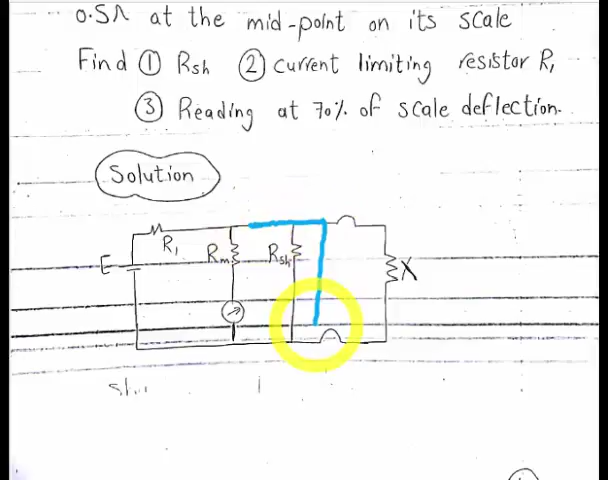 0.5Ω at the mid-point on its scale
Find ① Rsh ② current limiting resistor R₁
③ Reading at 70% of scale deflection.
Solution
R₁
Rm
Rsh
E
X